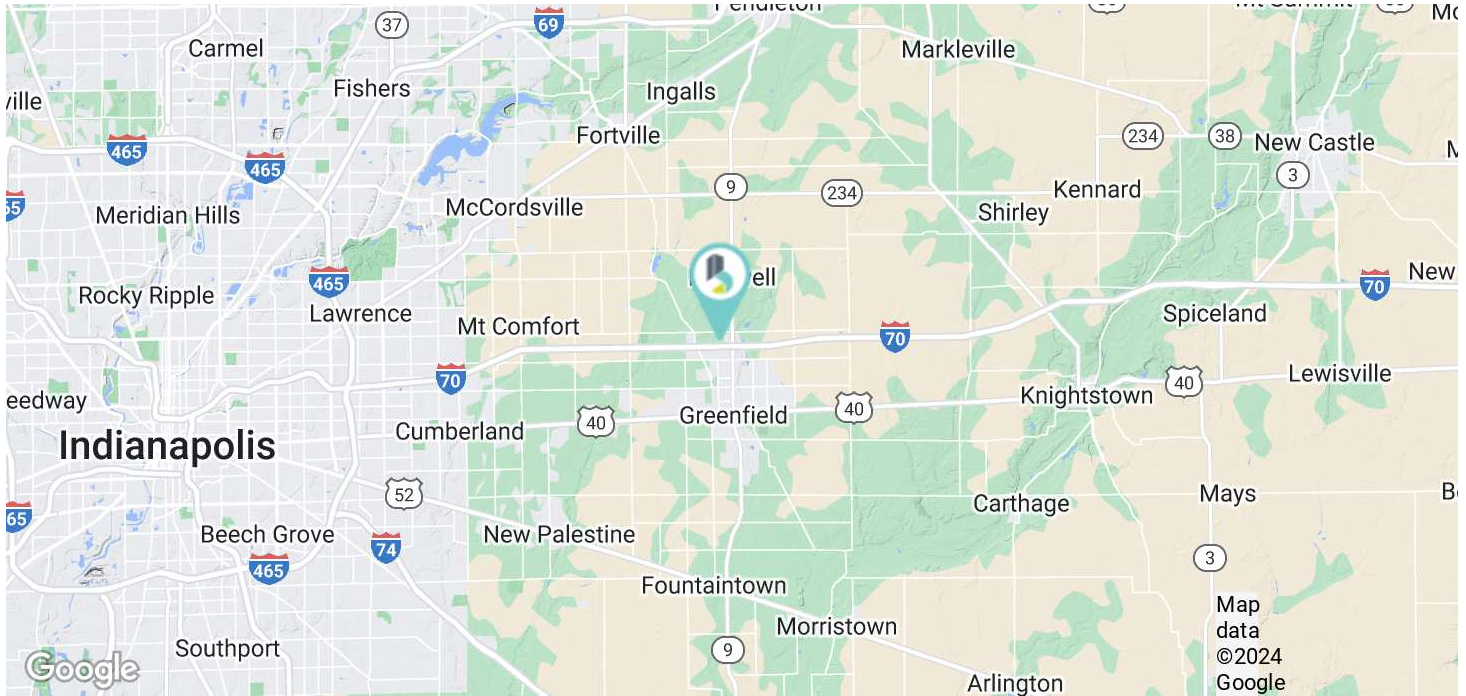 Pendleton
37
69
Carmel
Markleville
Fishers
Ingalls
ville
Fortville
465
234
38
New Castle
465
9
234
Kennard
3
McCordsville
Shirley
Meridian Hills
465
ell
New
70
Rocky Ripple
Lawrence
Mt Comfort
70
Spiceland
70
Lewisville
40
Knightstown
eedway
40
40
Greenfield
Cumberland
Indianapolis
52
Mays
Carthage
65
Beech Grove
74
New Palestine
465
3
Fountaintown
Morristown
Southport
9
Arlington
Map
data
©2024
Google
Google